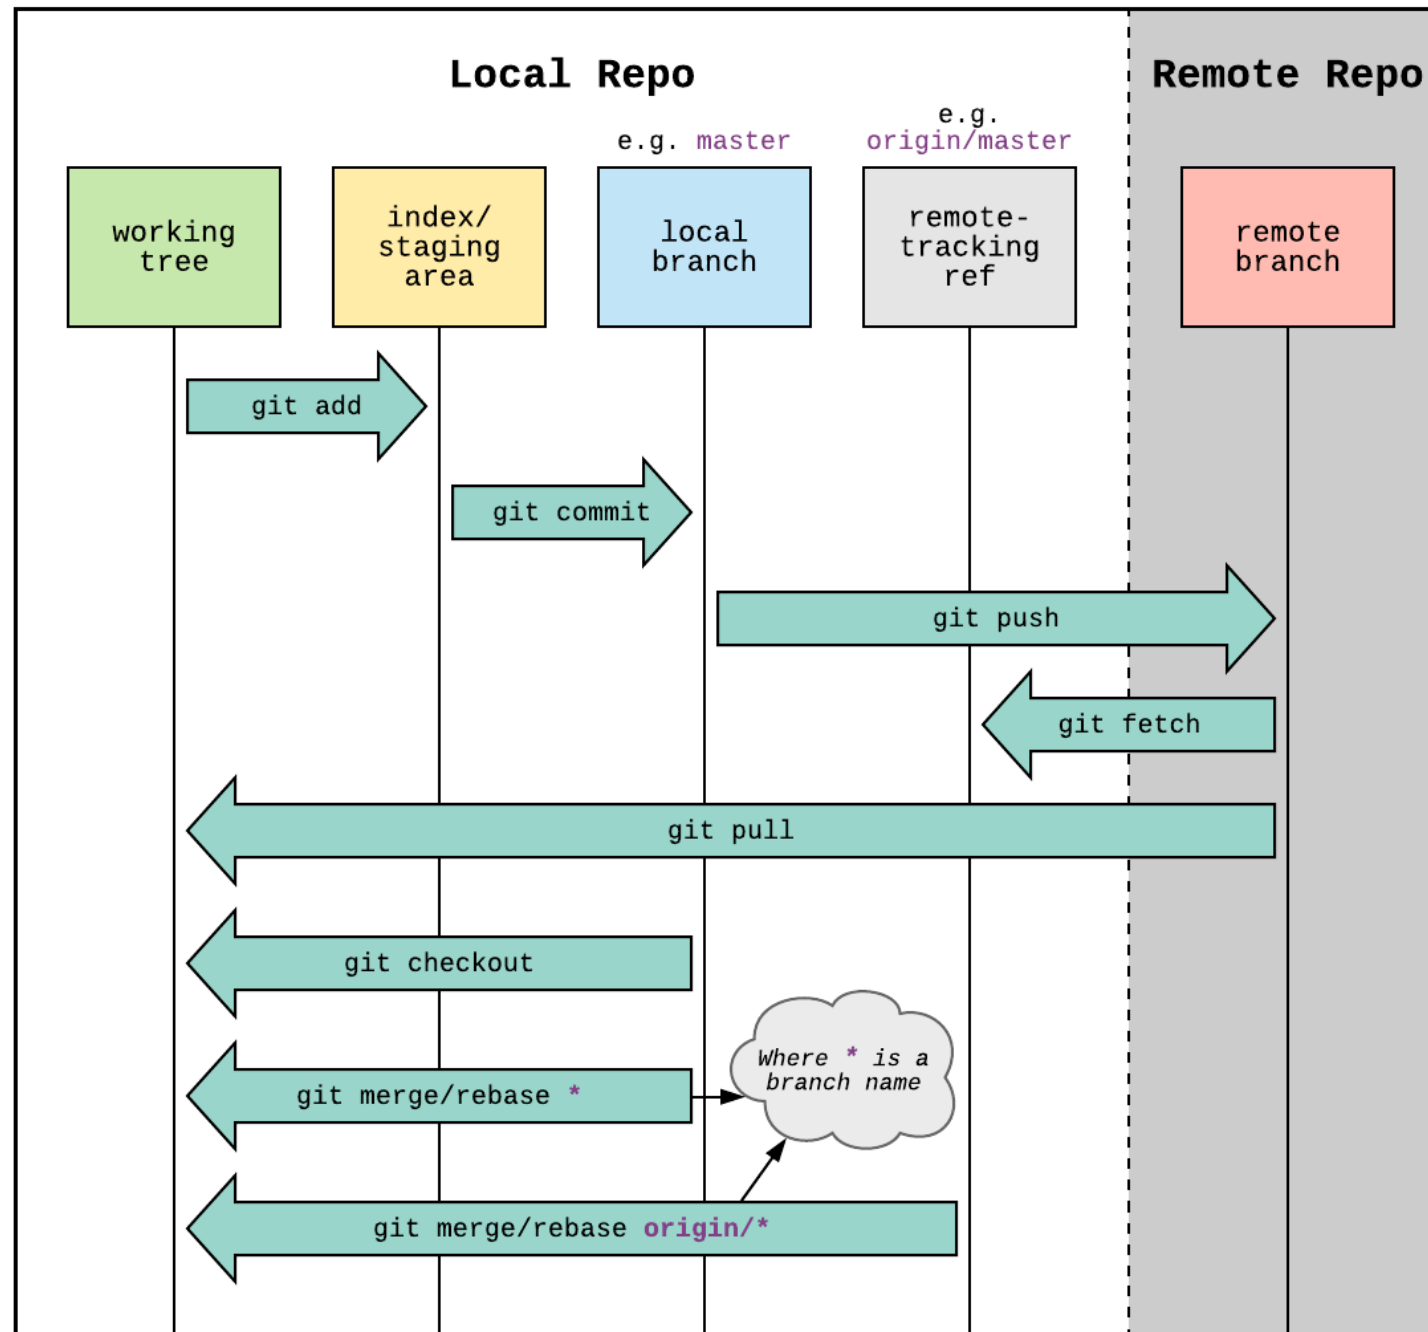 Local Repo
Remote Repo
e.g. master
e.g.
origin/master
working
tree
index/
staging
area
local
branch
remote-
tracking
ref
remote
branch
git add
git commit
git push
git fetch
git pull
git checkout
Where * is a
branch name
git merge/rebase *
git merge/rebase origin/*